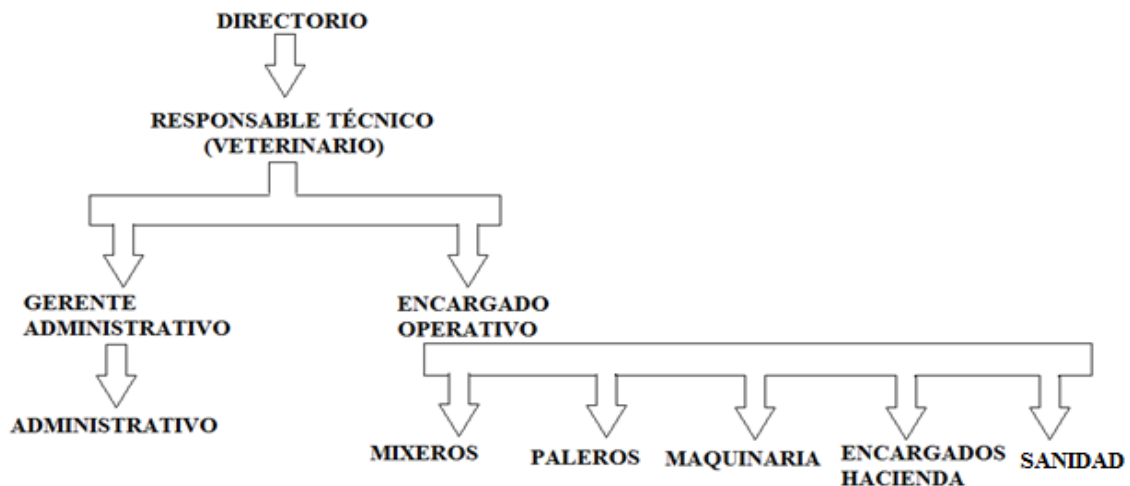 DIRECTORIO
RESPONSABLE TÉCNICO
(VETERINARIO)
GERENTE
ADMINISTRATIVO
ENCARGADO
OPERATIVO
ADMINISTRATIVO
MIXEROS
PALEROS
MAQUINARIA
ENCARGADOS
HACIENDA
SANIDAD